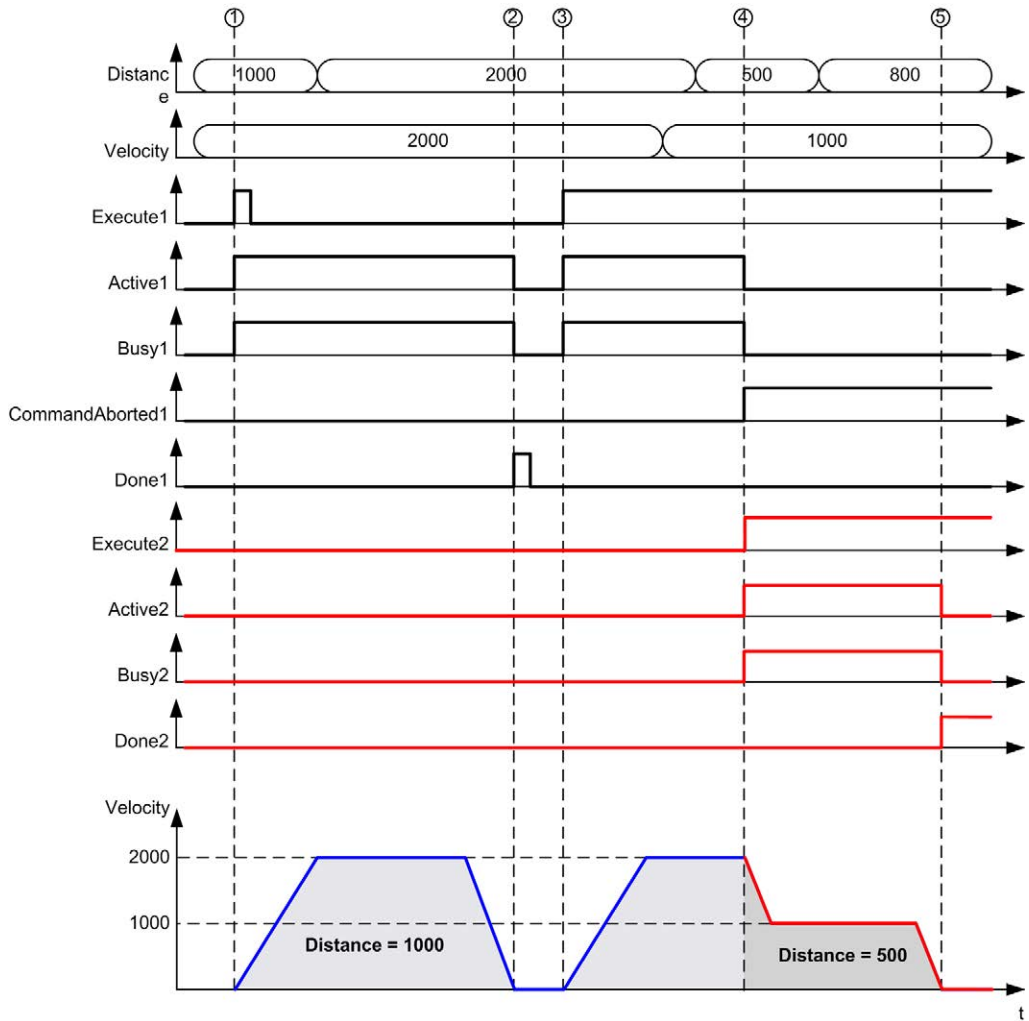 1 2 3 4 5
Distanc
e
1000 2000 500 800
Velocity
2000 1000
Execute1
Active1
Busy1
CommandAborted1
Done1
Execute2
Active2
Busy2
Done2
Velocity
2000
1000
Distance = 1000
Distance = 500
t